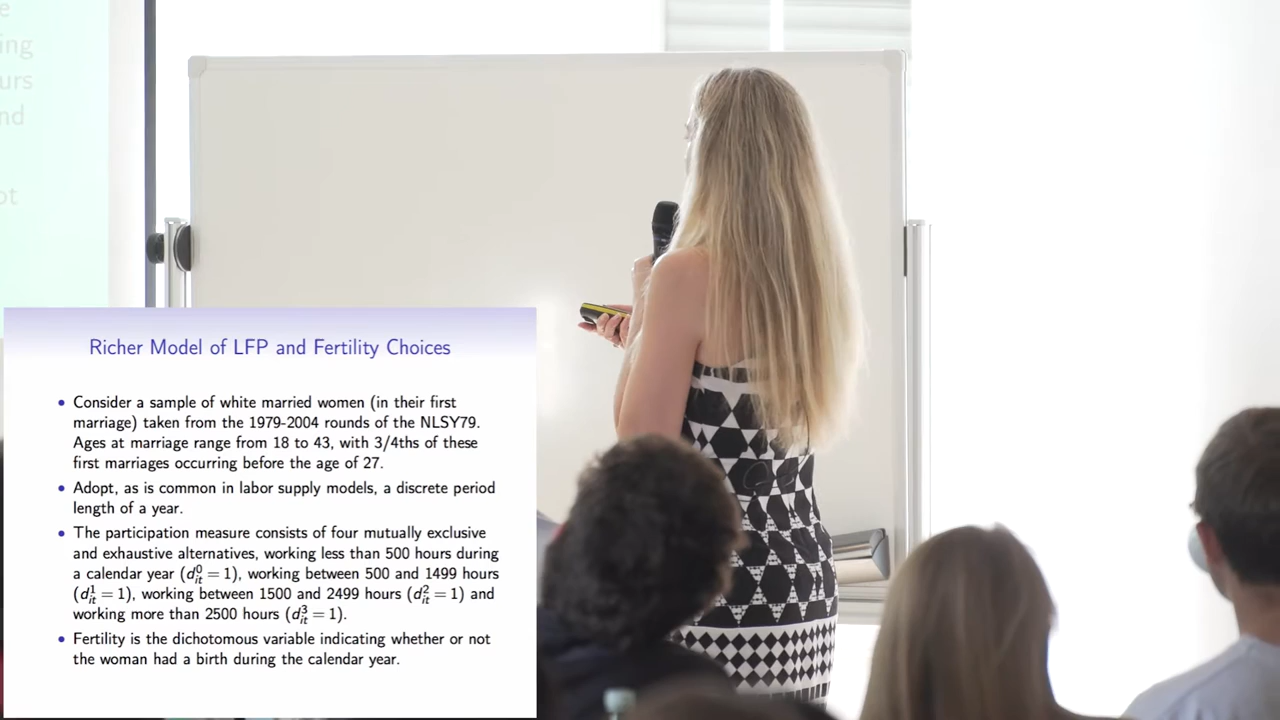 ing
urs
nd
ot
Richer Model of LFP and Fertility Choices
• Consider a sample of white married women (in their first
marriage) taken from the 1979-2004 rounds of the NLSY79.
Ages at marriage range from 18 to 43, with 3/4ths of these
first marriages occurring before the age of 27.
• Adopt, as is common in labor supply models, a discrete period
length of a year.
• The participation measure consists of four mutually exclusive
and exhaustive alternatives, working less than 500 hours during
a calendar year (d⁰ᵢₜ = 1), working between 500 and 1499 hours
(d¹ᵢₜ = 1), working between 1500 and 2499 hours (d²ᵢₜ = 1) and
working more than 2500 hours (d³ᵢₜ = 1).
• Fertility is the dichotomous variable indicating whether or not
the woman had a birth during the calendar year.